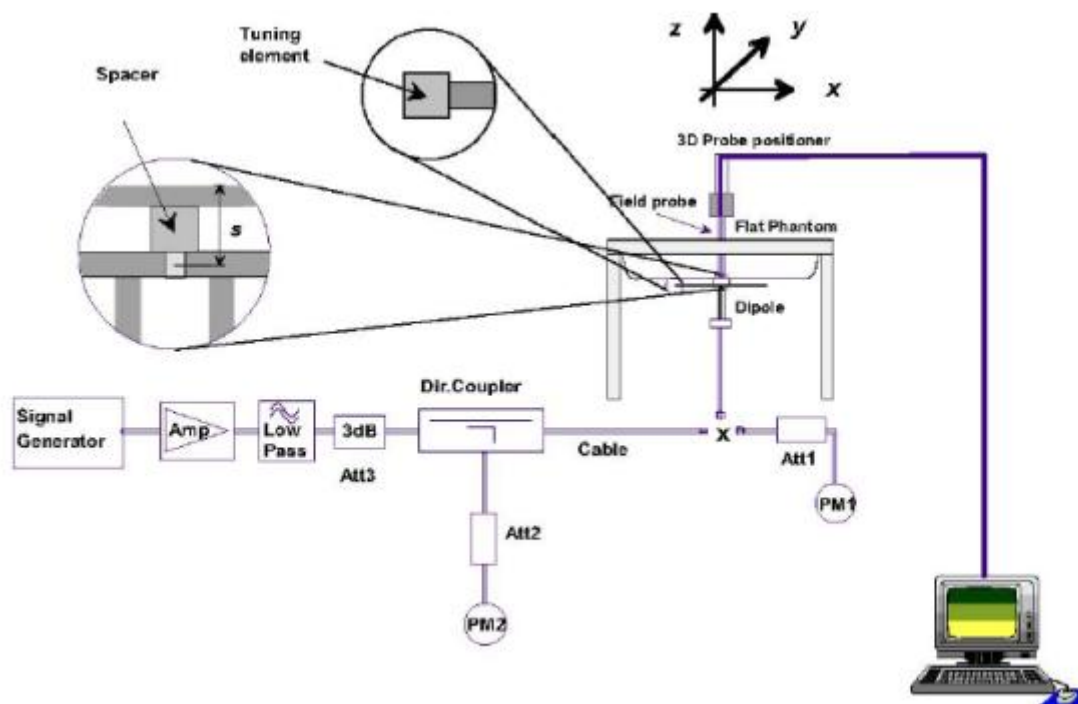 Tuning
element
Spacer
s
z
y
x
3D Probe positioner
Field probe
Flat Phantom
Dipole
Signal
Generator
Amp
Low
Pass
3dB
Att3
Dir.Coupler
Cable
x
Att1
PM1
Att2
PM2